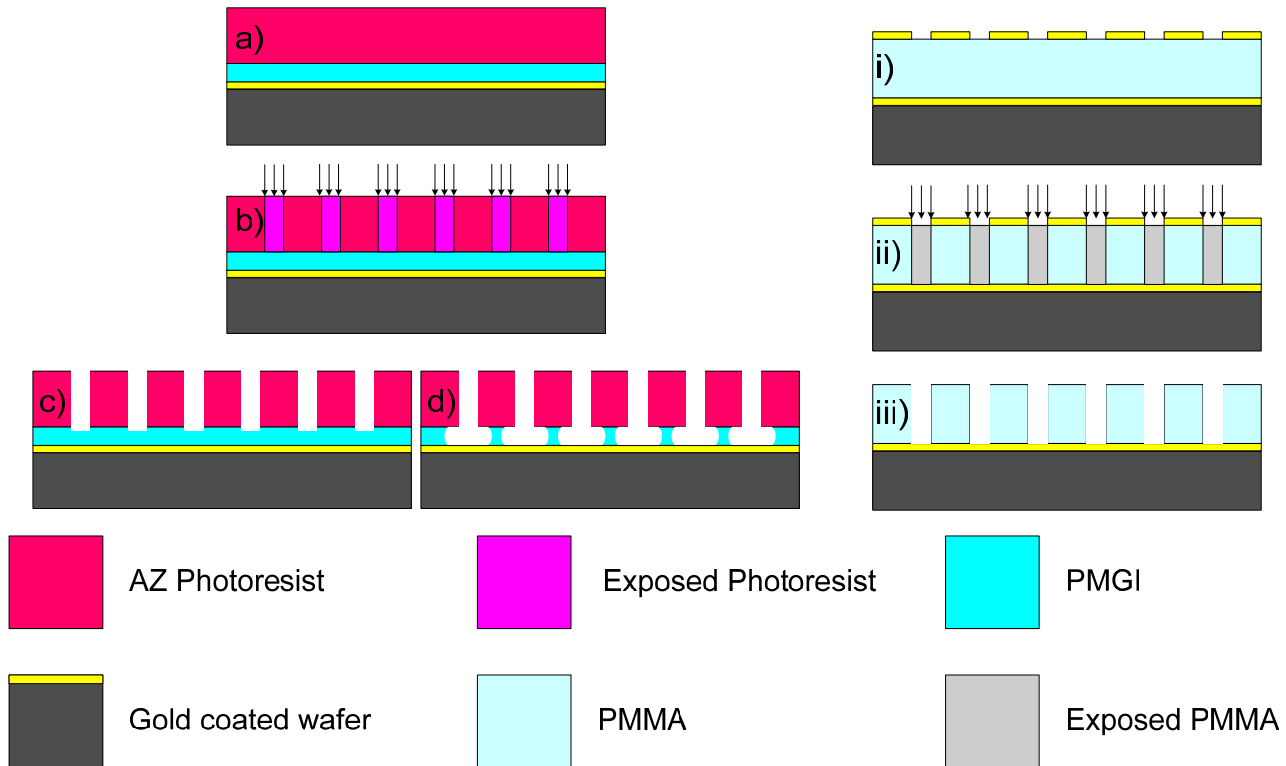 a)
i)
b)
ii)
c)
d)
iii)
AZ Photoresist
Exposed Photoresist
PMGI
Gold coated wafer
PMMA
Exposed PMMA